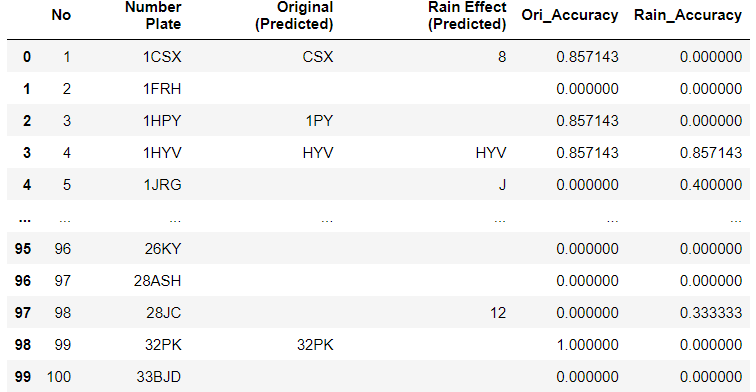 No Number Plate Original (Predicted) Rain Effect (Predicted) Ori_Accuracy Rain_Accuracy
0 1 1CSX CSX 8 0.857143 0.000000
1 2 1FRH 0.000000 0.000000
2 3 1HPY 1PY 0.857143 0.000000
3 4 1HYV HYV HYV 0.857143 0.857143
4 5 1JRG J 0.000000 0.400000
... ... ... ... ... ... ...
95 96 26KY 0.000000 0.000000
96 97 28ASH 0.000000 0.000000
97 98 28JC 12 0.000000 0.333333
98 99 32PK 32PK 1.000000 0.000000
99 100 33BJD 0.000000 0.000000